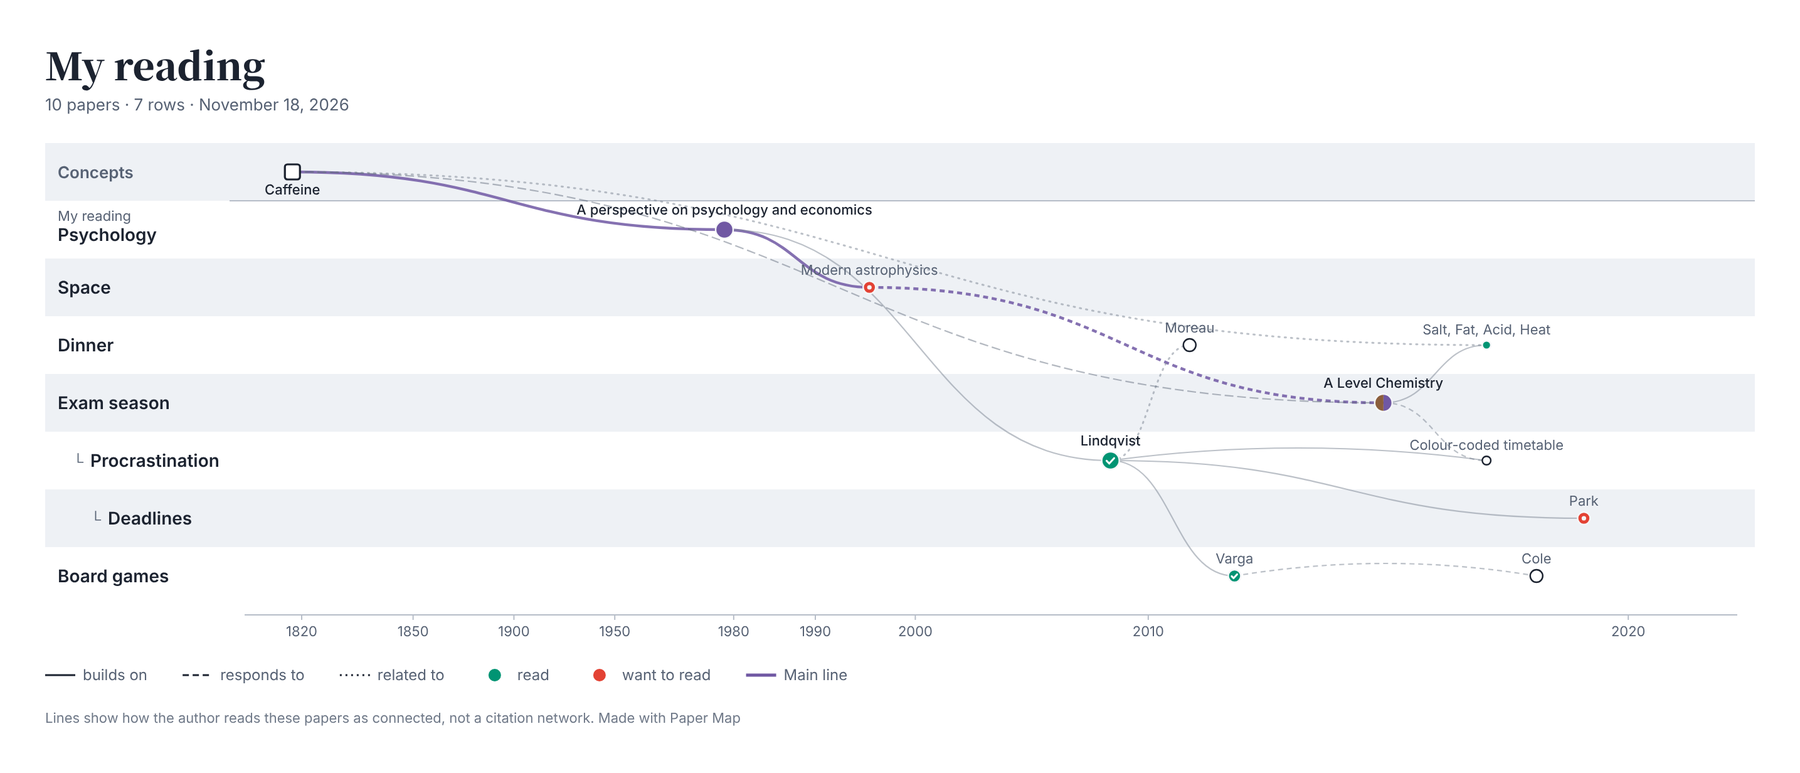 My reading
10 papers · 7 rows · November 18, 2026
Concepts
Caffeine
My reading
Psychology
A perspective on psychology and economics
Space
Modern astrophysics
Dinner
Moreau
Salt, Fat, Acid, Heat
Exam season
A Level Chemistry
└ Procrastination
Lindqvist
Colour-coded timetable
└ Deadlines
Park
Board games
Varga
Cole
1820 1850 1900 1950 1980 1990 2000 2010 2020
builds on responds to related to read want to read Main line
Lines show how the author reads these papers as connected, not a citation network. Made with Paper Map